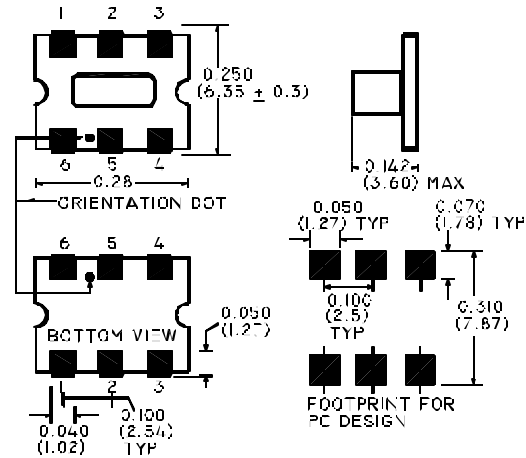 1 2 3
0.250
(6.35 ± 0.3)
6 5 4
0.28
ORIENTATION DOT
0.142
(3.60) MAX
0.050
(1.27) TYP
0.070
(1.78) TYP
6 5 4
0.100
(2.5)
TYP
0.310
(7.87)
BOTTOM VIEW
0.050
(1.27)
1 2 3
0.040
(1.02)
0.100
(2.54)
TYP
FOOTPRINT FOR
PC DESIGN